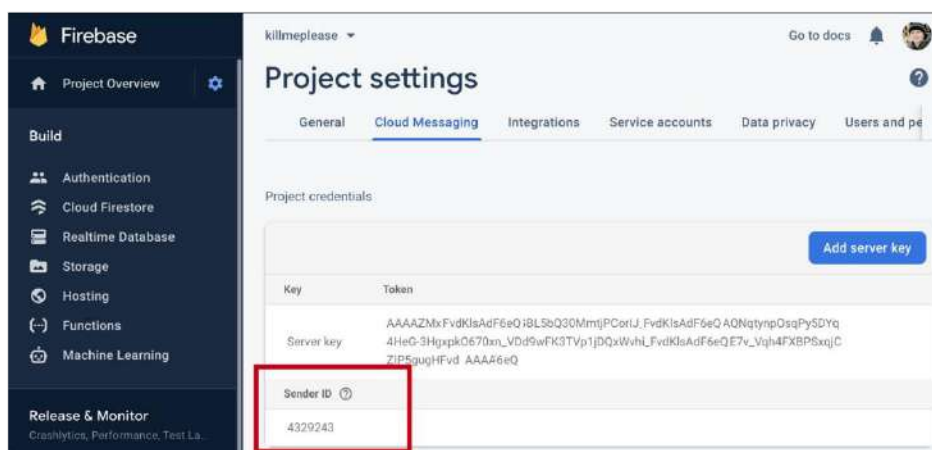 Firebase
Project Overview
Build
Authentication
Cloud Firestore
Realtime Database
Storage
Hosting
Functions
Machine Learning
Release & Monitor
Crashlytics, Performance, Test La...
killmeplease
Go to docs
Project settings
General Cloud Messaging Integrations Service accounts Data privacy Users and pe
Project credentials
Add server key
Key Token
Server key
Sender ID
4329243